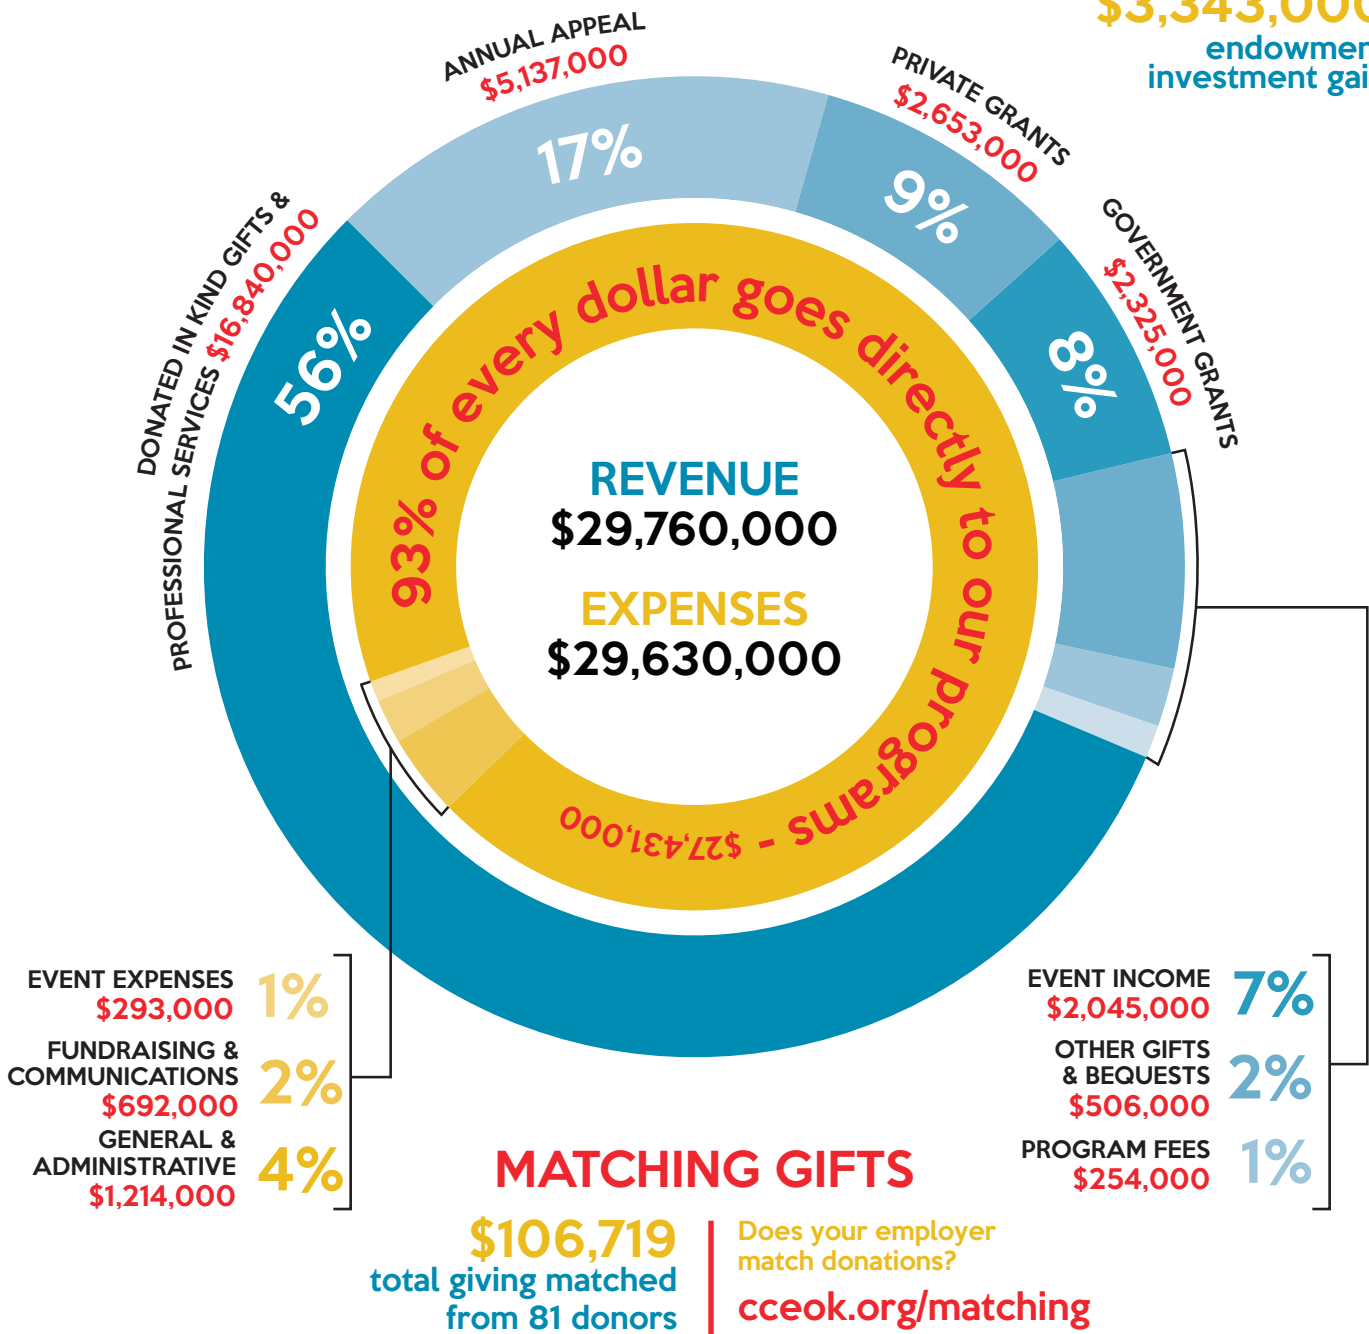 $3,343,000
endowmen
investment gai
ANNUAL APPEAL
$5,137,000
PRIVATE GRANTS
$2,653,000
GOVERNMENT GRANTS
$2,325,000
DONATED IN KIND GIFTS &
PROFESSIONAL SERVICES $16,840,000
17%
9%
8%
56%
93% of every dollar goes directly to our programs - $27,431,000
REVENUE
$29,760,000
EXPENSES
$29,630,000
EVENT EXPENSES
$293,000
1%
FUNDRAISING &
COMMUNICATIONS
$692,000
2%
GENERAL &
ADMINISTRATIVE
$1,214,000
4%
EVENT INCOME
$2,045,000
7%
OTHER GIFTS
& BEQUESTS
$506,000
2%
PROGRAM FEES
$254,000
1%
MATCHING GIFTS
$106,719
total giving matched
from 81 donors
Does your employer
match donations?
cceok.org/matching